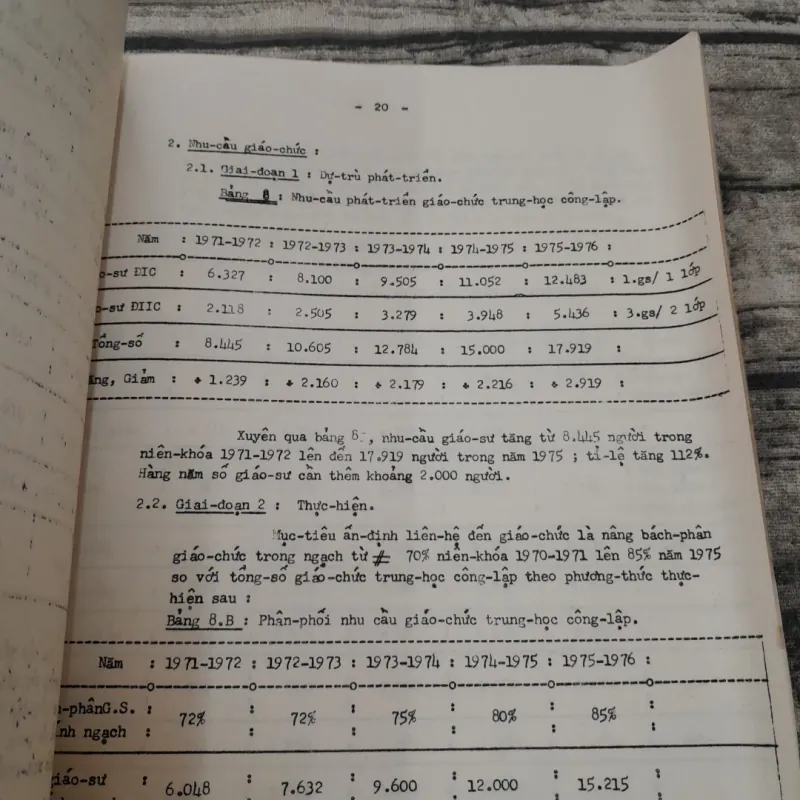 - 20 -
2. Nhu-cầu giáo-chức :
2.1. Giai-đoạn 1 : Dự-trù phát-triển.
Bảng 8 : Nhu-cầu phát-triển giáo-chức trung-học công-lập.
Năm : 1971-1972 : 1972-1973 : 1973-1974 : 1974-1975 : 1975-1976 :
o-sư ĐIC : 6.327 : 8.100 : 9.505 : 11.052 : 12.483 : 1.gs/ 1 lớp
o-sư ĐIIC : 2.118 : 2.505 : 3.279 : 3.948 : 5.436 : 3.gs/ 2 lớp
Tổng-số : 8.445 : 10.605 : 12.784 : 15.000 : 17.919 :
ng, Giảm : + 1.239 : + 2.160 : + 2.179 : + 2.216 : + 2.919 :
Xuyên qua bảng 8 , nhu-cầu giáo-sư tăng từ 8.445 người trong
niên-khóa 1971-1972 lên đến 17.919 người trong năm 1975 ; tỉ-lệ tăng 112%.
Hàng năm số giáo-sư cần thêm khoảng 2.000 người.
2.2. Giai-đoạn 2 : Thực-hiện.
Mục-tiêu ấn-định liên-hệ đến giáo-chức là nâng bách-phân
giáo-chức trong ngạch từ ≠ 70% niên-khóa 1970-1971 lên 85% năm 1975
so với tổng-số giáo-chức trung-học công-lập theo phương-thức thực-
hiện sau :
Bảng 8.B : Phân-phối nhu cầu giáo-chức trung-học công-lập.
Năm : 1971-1972 : 1972-1973 : 1973-1974 : 1974-1975 : 1975-1976 :
-phânG.S. : : : : : :
nh ngạch : 72% : 72% : 75% : 80% : 85% :
giáo-sư : 6.048 : 7.632 : 9.600 : 12.000 : 15.215 :